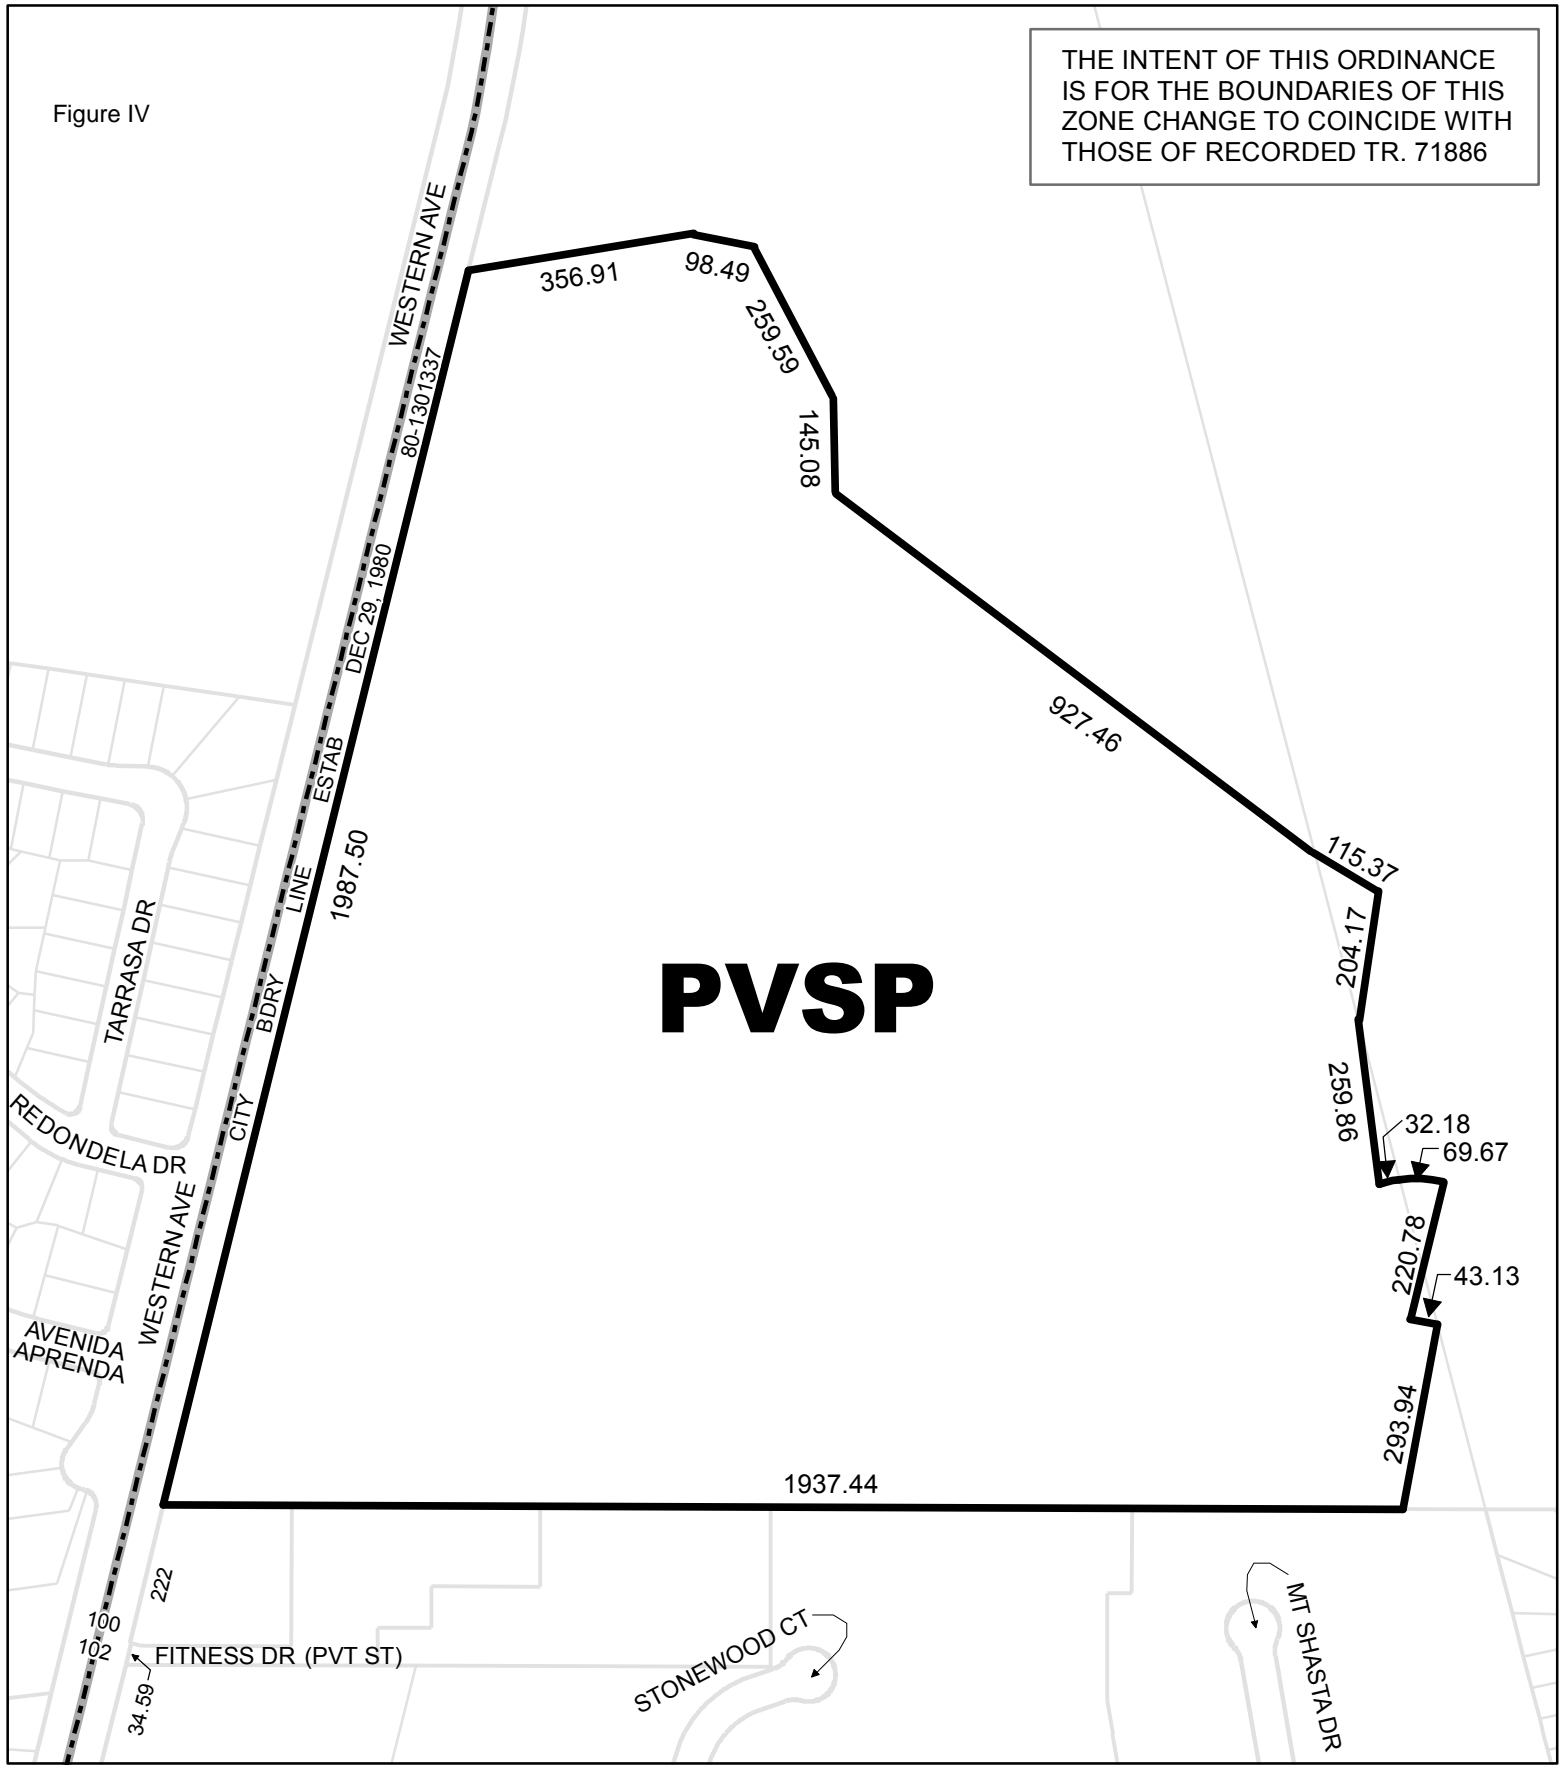 Figure IV
THE INTENT OF THIS ORDINANCE
IS FOR THE BOUNDARIES OF THIS
ZONE CHANGE TO COINCIDE WITH
THOSE OF RECORDED TR. 71886
WESTERN AVE
356.91
98.49
259.59
80-1301337
145.08
DEC 29, 1980
927.46
ESTAB
1987.50
115.37
LINE
TARRASA DR
204.17
PVSP
BDRY
259.86
CITY
32.18
69.67
REDONDELA DR
WESTERN AVE
220.78
43.13
AVENIDA
APRENDA
293.94
1937.44
222
100
102
FITNESS DR (PVT ST)
34.59
STONEWOOD CT
MT SHASTA DR